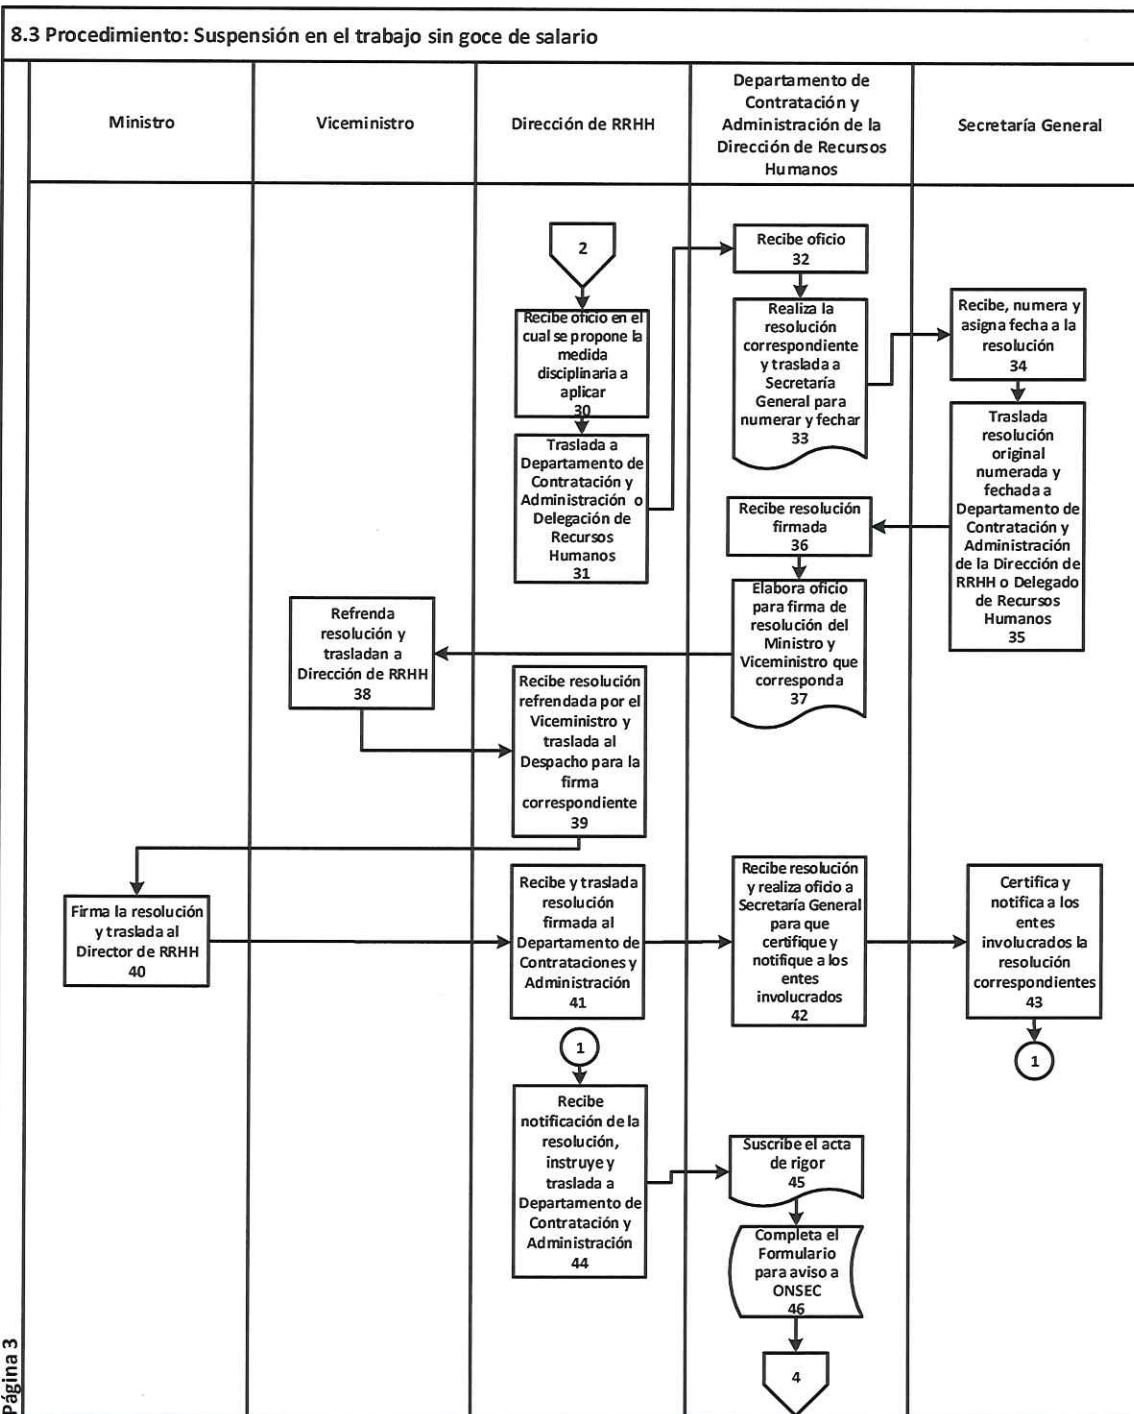 8.3 Procedimiento: Suspensión en el trabajo sin goce de salario
Ministro
Viceministro
Dirección de RRHH
Departamento de
Contratación y
Administración de la
Dirección de Recursos
Humanos
Secretaría General
2
Recibe oficio en el
cual se propone la
medida
disciplinaria a
aplicar
30
Traslada a
Departamento de
Contratación y
Administración o
Delegación de
Recursos
Humanos
31
Recibe oficio
32
Realiza la
resolución
correspondiente
y traslada a
Secretaría
General para
numerar y fechar
33
Recibe, numera y
asigna fecha a la
resolución
34
Traslada
resolución
original
numerada y
fechada a
Departamento de
Contratación y
Administración
de la Dirección de
RRHH o Delegado
de Recursos
Humanos
35
Recibe resolución
firmada
36
Elabora oficio
para firma de
resolución del
Ministro y
Viceministro que
corresponda
37
Refrenda
resolución y
trasladan a
Dirección de RRHH
38
Recibe resolución
refrendada por el
Viceministro y
traslada al
Despacho para la
firma
correspondiente
39
Firma la resolución
y traslada al
Director de RRHH
40
Recibe y traslada
resolución
firmada al
Departamento de
Contrataciones y
Administración
41
Recibe resolución
y realiza oficio a
Secretaría General
para que
certifique y
notifique a los
entes
involucrados
42
Certifica y
notifica a los
entes
involucrados la
resolución
correspondientes
43
1
1
Recibe
notificación de la
resolución,
instruye y
traslada a
Departamento de
Contratación y
Administración
44
Suscribe el acta
de rigor
45
Completa el
Formulario
para aviso a
ONSEC
46
4
Página 3